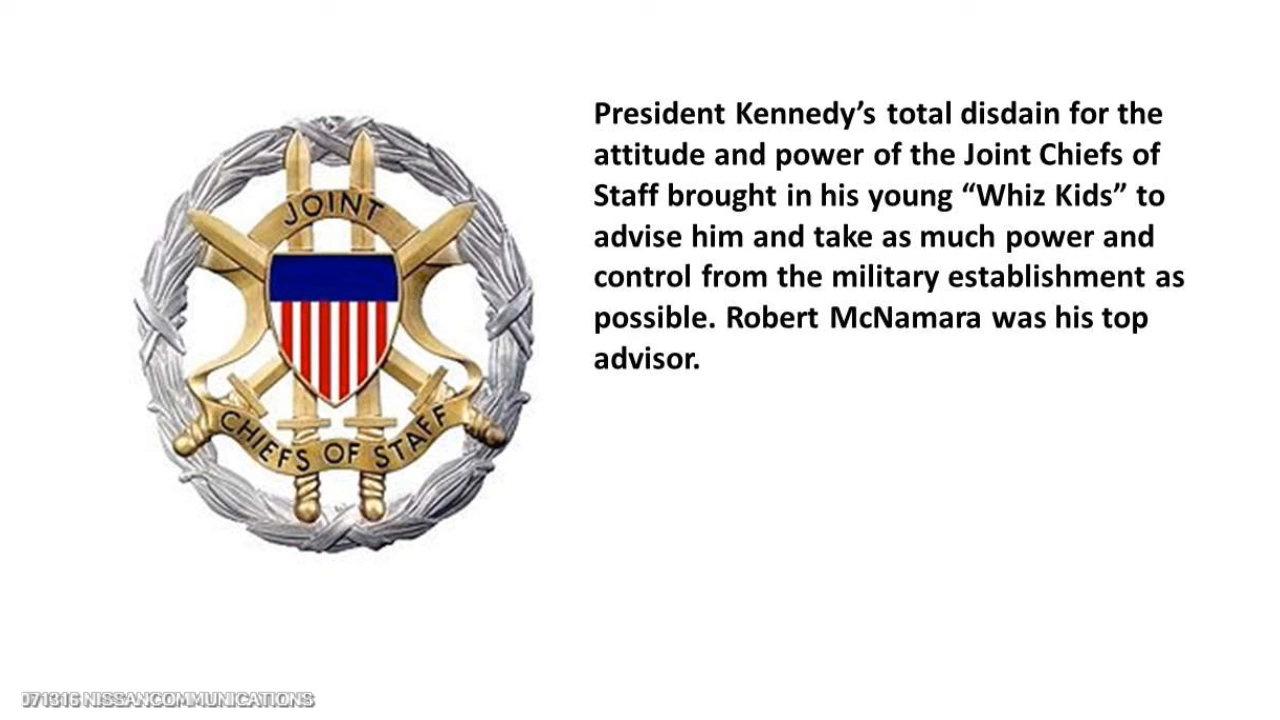 JOINT
CHIEFS OF STAFF
President Kennedy’s total disdain for the
attitude and power of the Joint Chiefs of
Staff brought in his young “Whiz Kids” to
advise him and take as much power and
control from the military establishment as
possible. Robert McNamara was his top
advisor.
071316 NISSANCOMMUNICATIONS